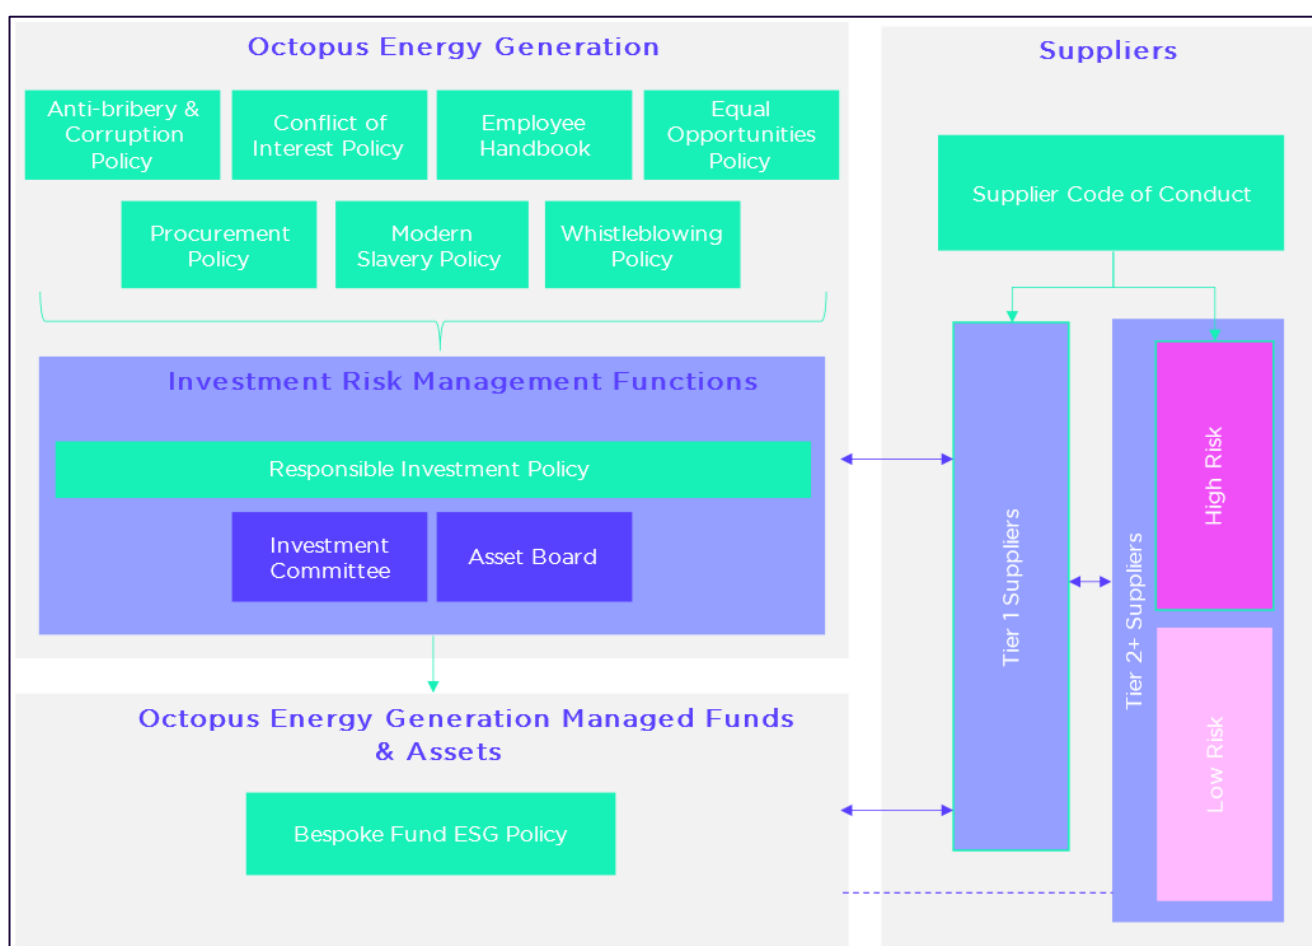 Octopus Energy Generation
Anti-bribery &
Corruption
Policy
Conflict of
Interest Policy
Employee
Handbook
Equal
Opportunities
Policy
Procurement
Policy
Modern
Slavery Policy
Whistleblowing
Policy
Investment Risk Management Functions
Responsible Investment Policy
Investment
Committee
Asset Board
Octopus Energy Generation Managed Funds
& Assets
Bespoke Fund ESG Policy
Suppliers
Supplier Code of Conduct
Tier 1 Suppliers
Tier 2+ Suppliers
High Risk
Low Risk